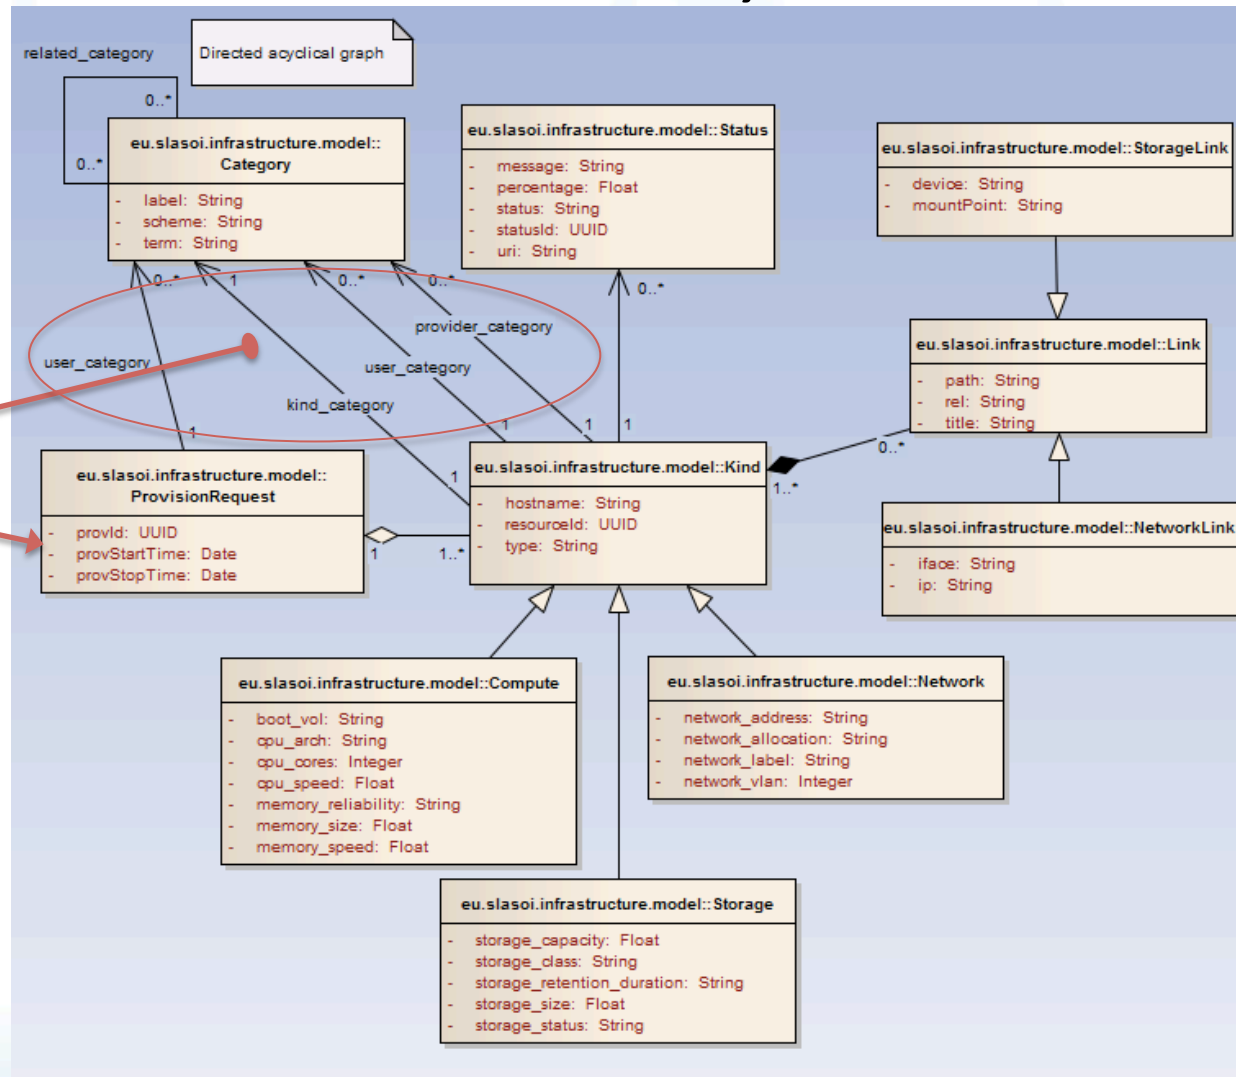 related_category
Directed acyclical graph
0..*
0..*
eu.slasoi.infrastructure.model::
Category
- label: String
- scheme: String
- term: String
eu.slasoi.infrastructure.model::Status
- message: String
- percentage: Float
- status: String
- statusId: UUID
- uri: String
eu.slasoi.infrastructure.model::StorageLink
- device: String
- mountPoint: String
0..*
1
0..*
0..*
0..*
provider_category
user_category
user_category
kind_category
eu.slasoi.infrastructure.model::Link
- path: String
- rel: String
- title: String
1
1
1
1
1
0..*
1..*
eu.slasoi.infrastructure.model::
ProvisionRequest
- provId: UUID
- provStartTime: Date
- provStopTime: Date
1
1..*
eu.slasoi.infrastructure.model::Kind
- hostname: String
- resourceId: UUID
- type: String
eu.slasoi.infrastructure.model::NetworkLink
- iface: String
- ip: String
eu.slasoi.infrastructure.model::Compute
- boot_vol: String
- cpu_arch: String
- cpu_cores: Integer
- cpu_speed: Float
- memory_reliability: String
- memory_size: Float
- memory_speed: Float
eu.slasoi.infrastructure.model::Network
- network_address: String
- network_allocation: String
- network_label: String
- network_vlan: Integer
eu.slasoi.infrastructure.model::Storage
- storage_capacity: Float
- storage_class: String
- storage_retention_duration: String
- storage_size: Float
- storage_status: String